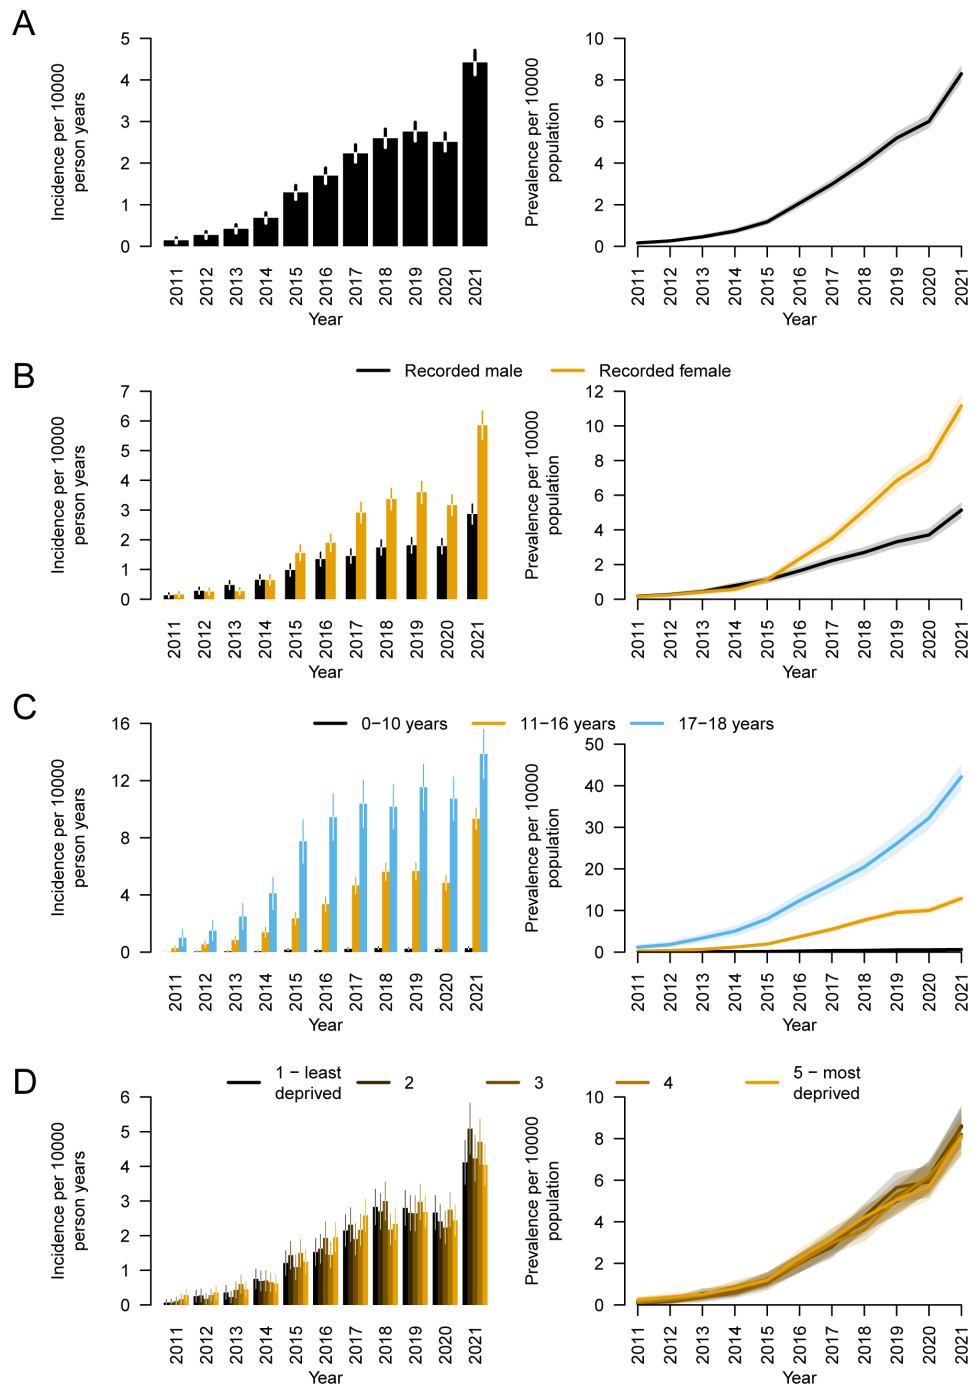 A
Incidence per 10000
person years
5
4
3
2
1
0
2011 2012 2013 2014 2015 2016 2017 2018 2019 2020 2021
Year
Prevalence per 10000
population
10
8
6
4
2
0
2011 2012 2013 2014 2015 2016 2017 2018 2019 2020 2021
Year
B
Recorded male Recorded female
Incidence per 10000
person years
7
6
5
4
3
2
1
0
2011 2012 2013 2014 2015 2016 2017 2018 2019 2020 2021
Year
Prevalence per 10000
population
12
10
8
6
4
2
0
2011 2012 2013 2014 2015 2016 2017 2018 2019 2020 2021
Year
C
0−10 years 11−16 years 17−18 years
Incidence per 10000
person years
16
12
8
4
0
2011 2012 2013 2014 2015 2016 2017 2018 2019 2020 2021
Year
Prevalence per 10000
population
50
40
30
20
10
0
2011 2012 2013 2014 2015 2016 2017 2018 2019 2020 2021
Year
D
1 − least
deprived
2
3
4
5 − most
deprived
Incidence per 10000
person years
6
5
4
3
2
1
0
2011 2012 2013 2014 2015 2016 2017 2018 2019 2020 2021
Year
Prevalence per 10000
population
10
8
6
4
2
0
2011 2012 2013 2014 2015 2016 2017 2018 2019 2020 2021
Year